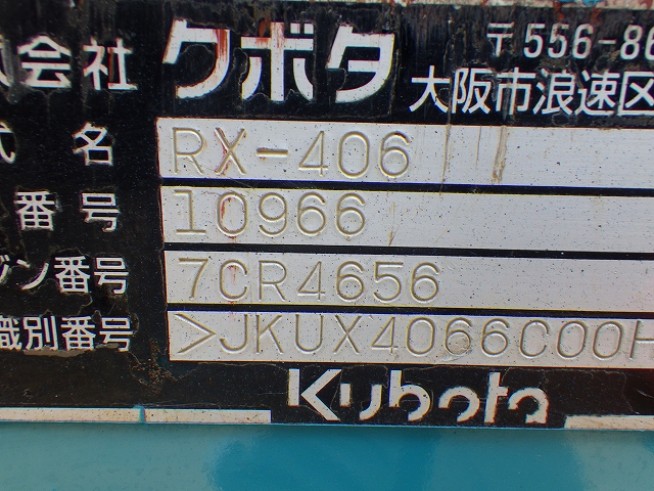 会社 クボタ 〒556-86
大阪市浪速区
式名 RX-406
番号 10966
ジン番号 7CR4656
識別番号 >JKUX4066C00H
Kubota